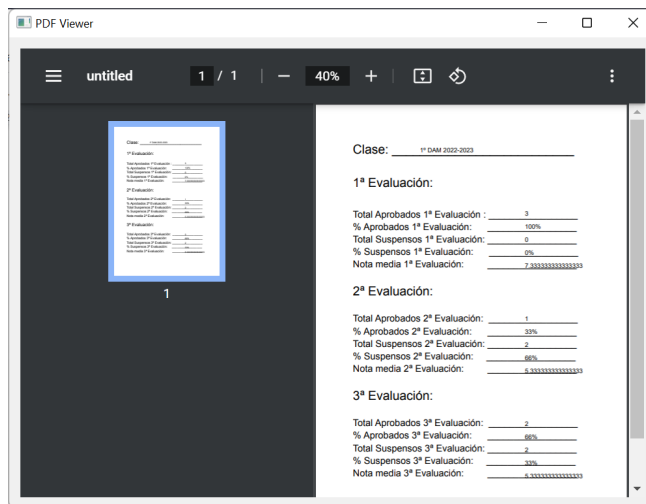 PDF Viewer
untitled
1 / 1
40%
Clase: 1º DAM 2022-2023
1ª Evaluación:
Total Aprobados 1ª Evaluación : 3
% Aprobados 1ª Evaluación: 100%
Total Suspensos 1ª Evaluación: 0
% Suspensos 1ª Evaluación: 0%
Nota media 1ª Evaluación: 7.333333333333333
2ª Evaluación:
Total Aprobados 2ª Evaluación: 1
% Aprobados 2ª Evaluación: 33%
Total Suspensos 2ª Evaluación: 2
% Suspensos 2ª Evaluación: 66%
Nota media 2ª Evaluación: 5.333333333333333
3ª Evaluación:
Total Aprobados 3ª Evaluación: 2
% Aprobados 3ª Evaluación: 66%
Total Suspensos 3ª Evaluación: 2
% Suspensos 3ª Evaluación: 33%
Nota media 3ª Evaluación: 5.333333333333333
1